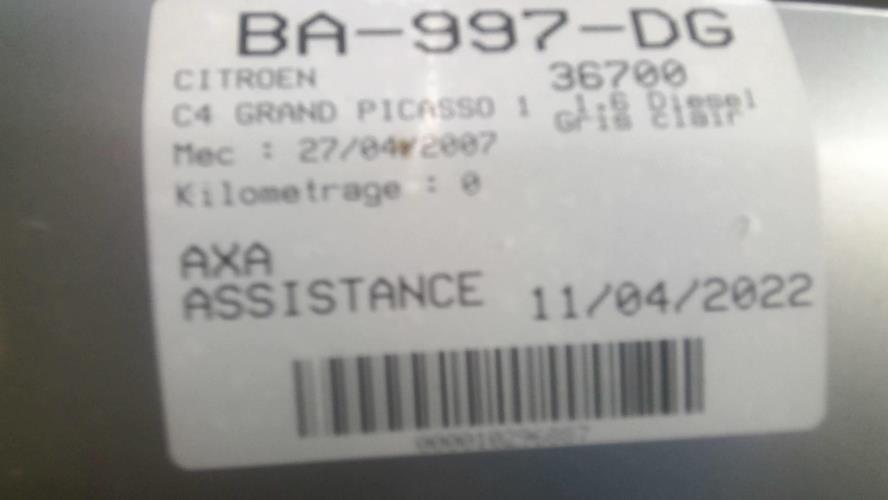 BA-997-DG
CITROEN 36700
C4 GRAND PICASSO 1 1.6 Diesel
Gris clair
Mec : 27/04/2007
Kilometrage : 0
AXA
ASSISTANCE 11/04/2022